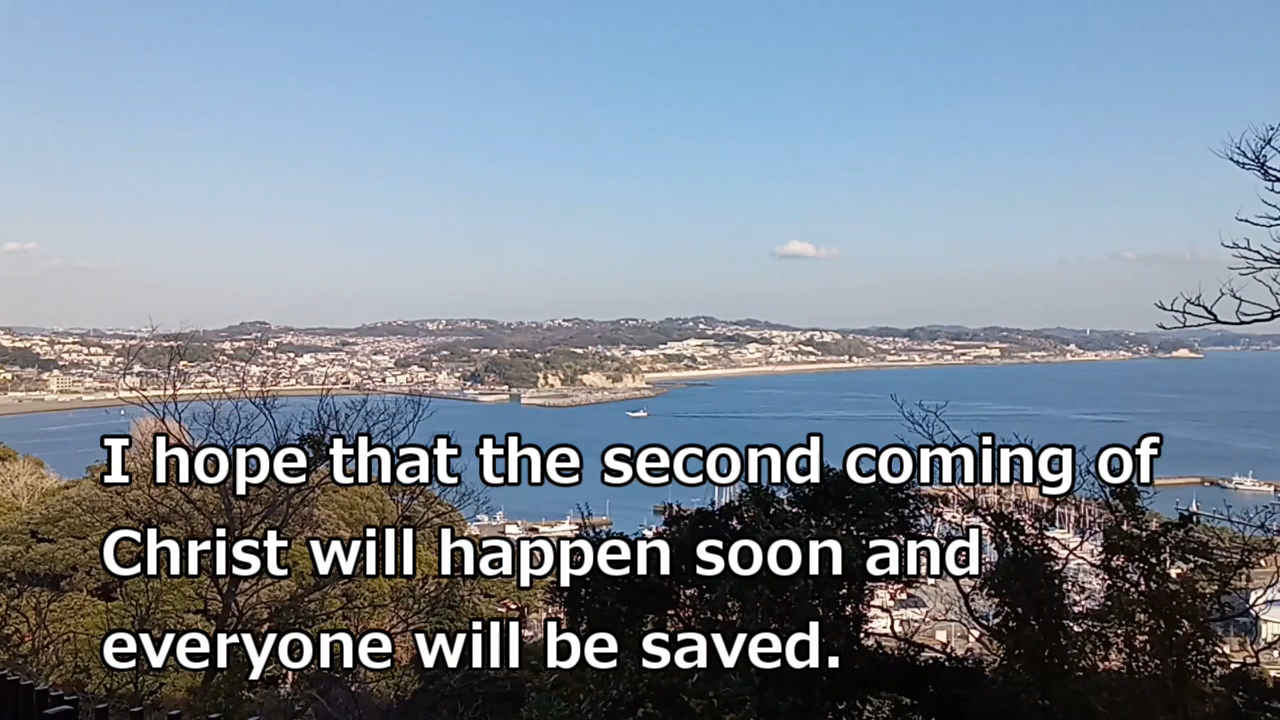 I hope that the second coming of
Christ will happen soon and
everyone will be saved.